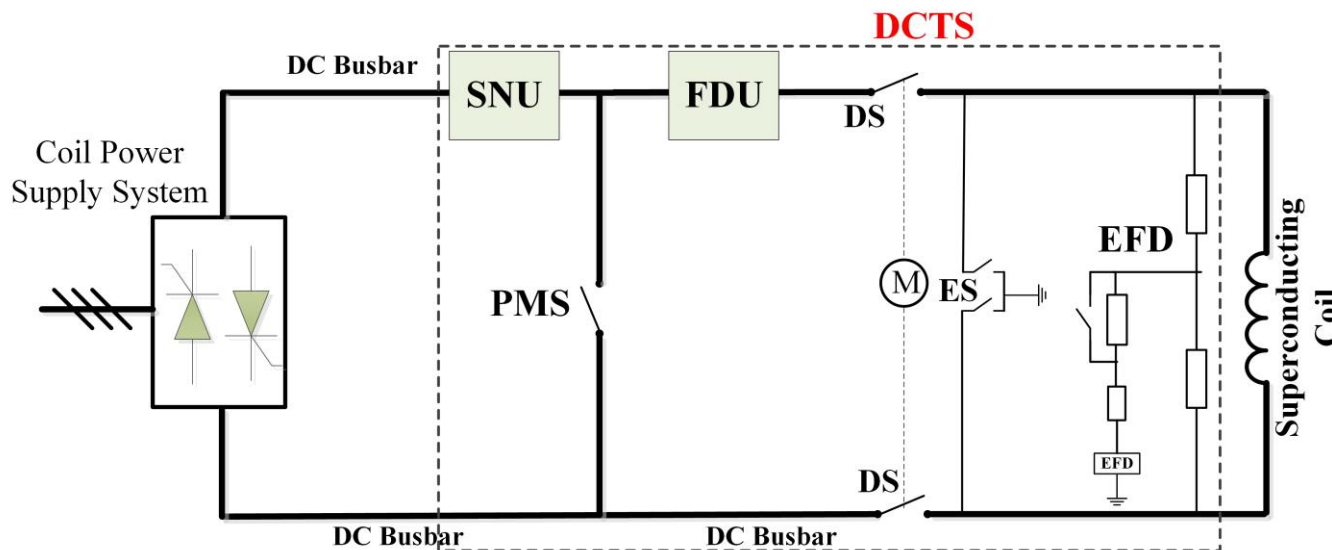 DCTS
DC Busbar
SNU
FDU
DS
Coil Power
Supply System
EFD
PMS
M
ES
Superconducting
Coil
EFD
DS
DC Busbar
DC Busbar